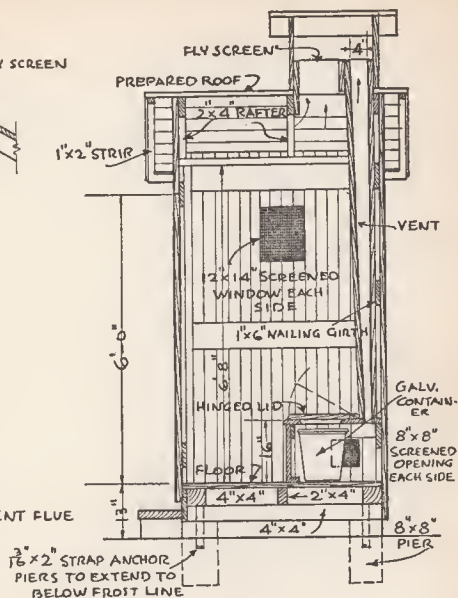 4"
FLY SCREEN
Y SCREEN
PREPARED ROOF
2"x4" RAFTER
1"x2" STRIP
VENT
12"x14" SCREENED
WINDOW EACH
SIDE
1"x6" NAILING GIRTH
6'-0"
6'-8"
HINGED LID
GALV.
CONTAIN-
ER
16"
8"x8"
SCREENED
OPENING
EACH SIDE
FLOOR
4"x4"
2"x4"
13"
ENT FLUE
4"x4"
8"x8"
PIER
3/16"x2" STRAP ANCHOR
PIERS TO EXTEND TO
BELOW FROST LINE